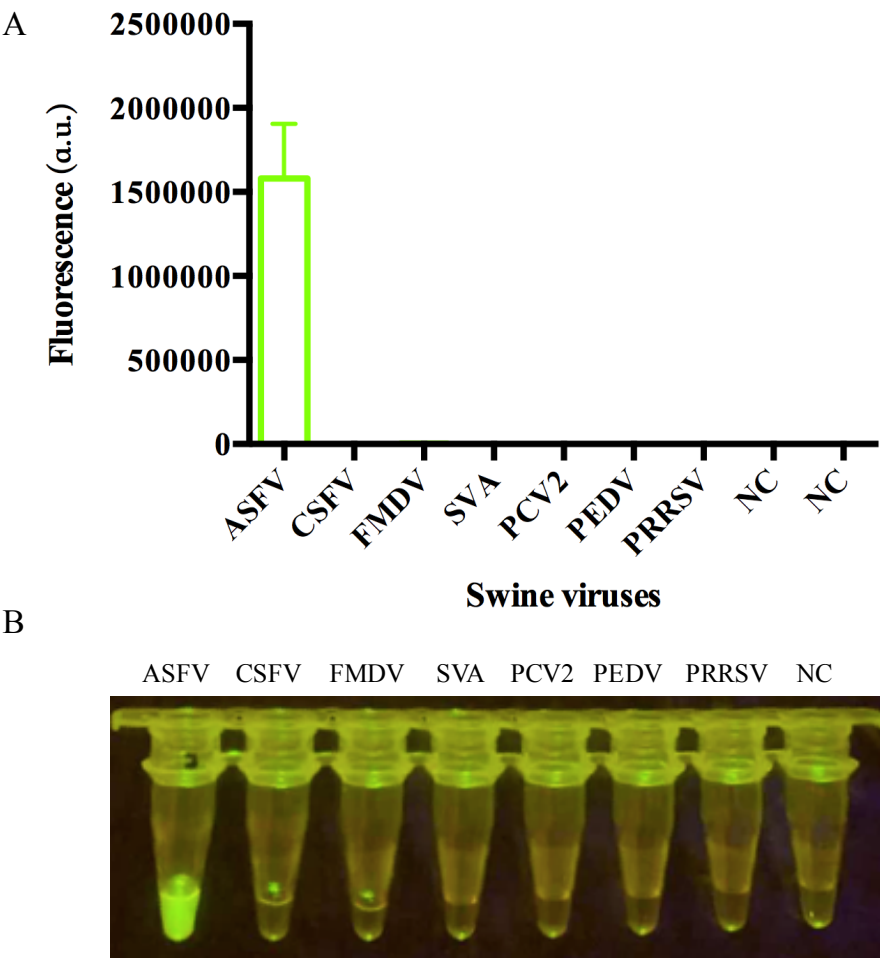 A
2500000
2000000
1500000
1000000
500000
0
Fluorescence (a.u.)
ASFV
CSFV
FMDV
SVA
PCV2
PEDV
PRRSV
NC
NC
Swine viruses
B
ASFV CSFV FMDV SVA PCV2 PEDV PRRSV NC